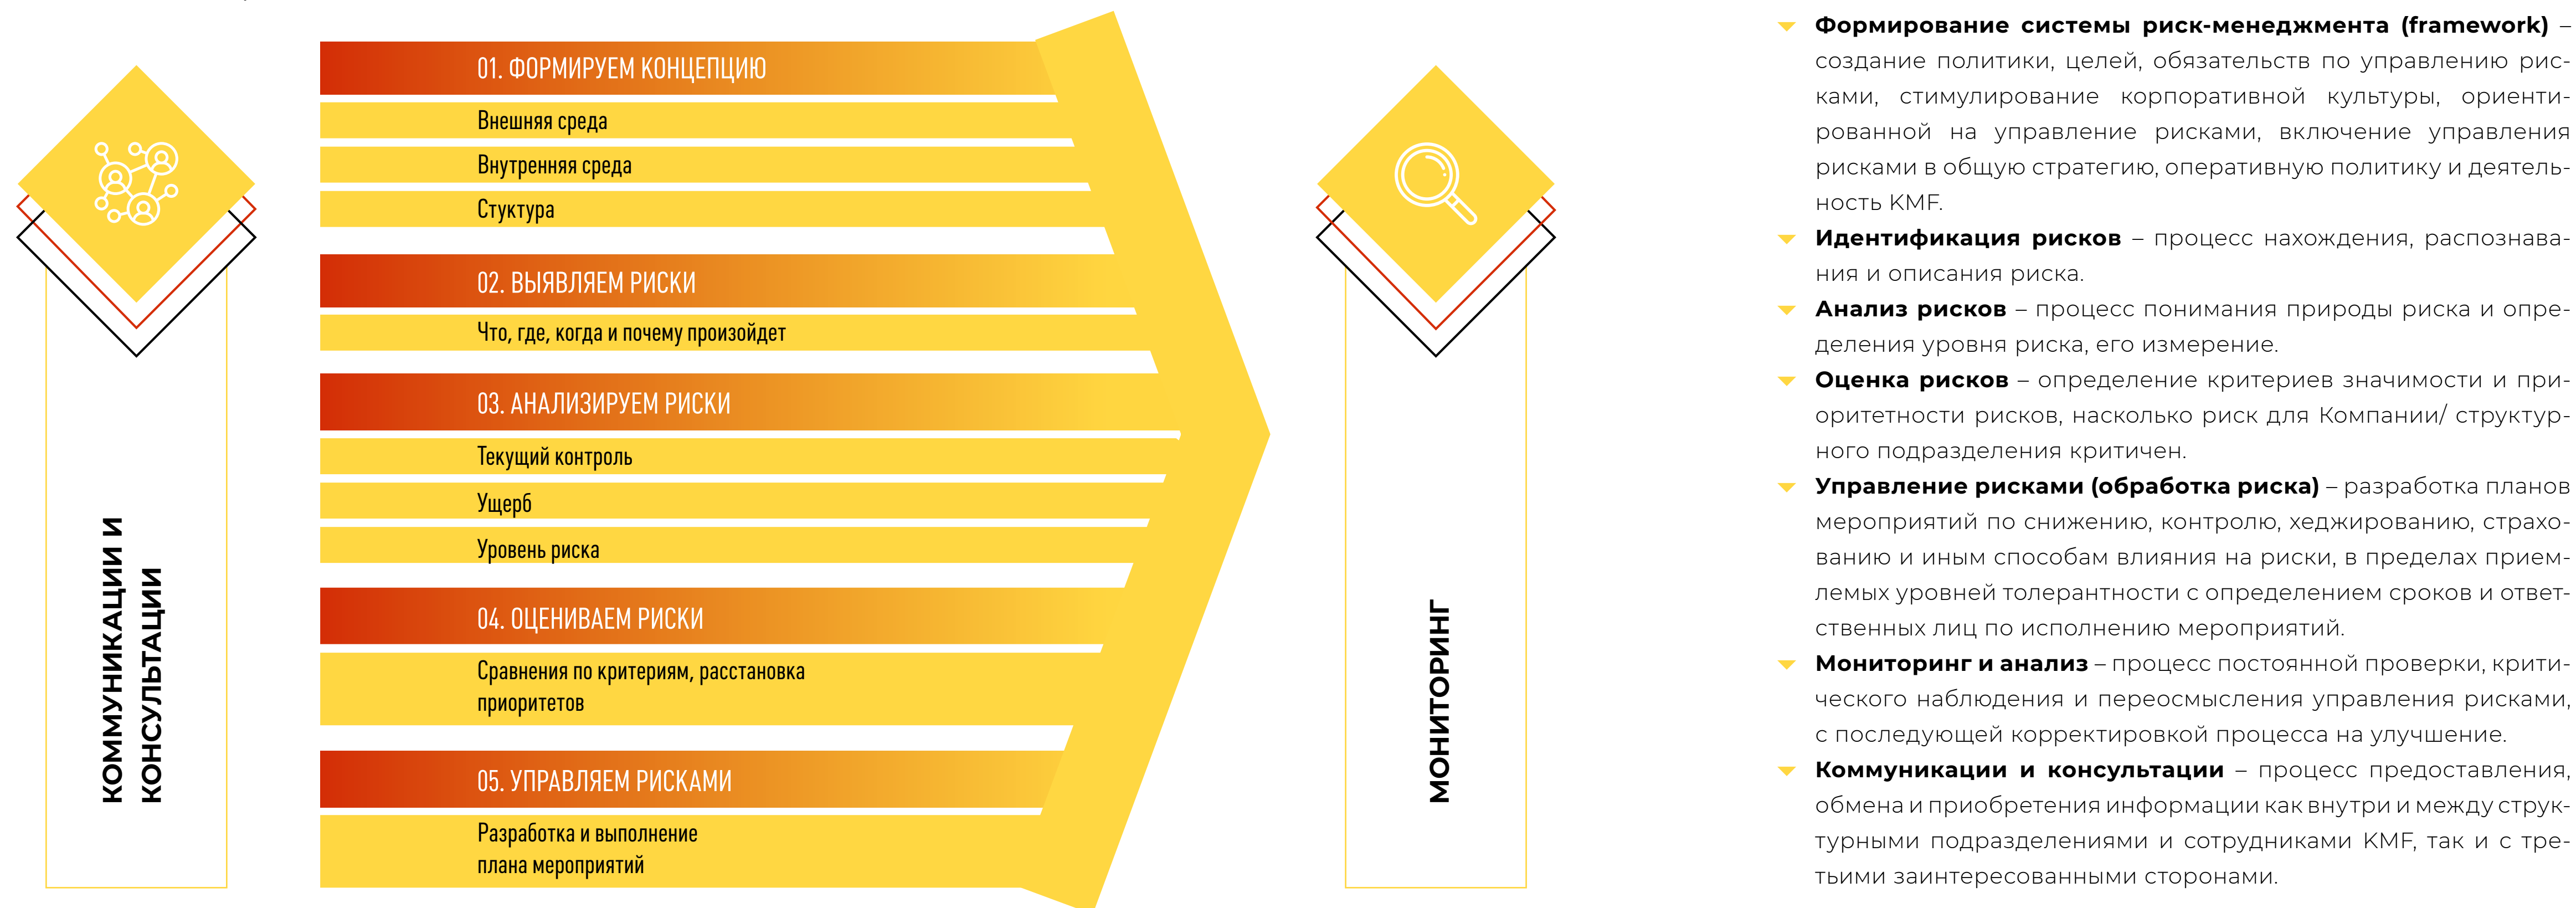 КОММУНИКАЦИИ И
КОНСУЛЬТАЦИИ
01. ФОРМИРУЕМ КОНЦЕПЦИЮ
Внешняя среда
Внутренняя среда
Стуктура
02. ВЫЯВЛЯЕМ РИСКИ
Что, где, когда и почему произойдет
03. АНАЛИЗИРУЕМ РИСКИ
Текущий контроль
Ущерб
Уровень риска
04. ОЦЕНИВАЕМ РИСКИ
Сравнения по критериям, расстановка
приоритетов
05. УПРАВЛЯЕМ РИСКАМИ
Разработка и выполнение
плана мероприятий
МОНИТОРИНГ
Формирование системы риск-менеджмента (framework) –
создание политики, целей, обязательств по управлению рис-
ками, стимулирование корпоративной культуры, ориенти-
рованной на управление рисками, включение управления
рисками в общую стратегию, оперативную политику и деятель-
ность KMF.
Идентификация рисков – процесс нахождения, распознава-
ния и описания риска.
Анализ рисков – процесс понимания природы риска и опре-
деления уровня риска, его измерение.
Оценка рисков – определение критериев значимости и при-
оритетности рисков, насколько риск для Компании/ структур-
ного подразделения критичен.
Управление рисками (обработка риска) – разработка планов
мероприятий по снижению, контролю, хеджированию, страхо-
ванию и иным способам влияния на риски, в пределах прием-
лемых уровней толерантности с определением сроков и ответ-
ственных лиц по исполнению мероприятий.
Мониторинг и анализ – процесс постоянной проверки, крити-
ческого наблюдения и переосмысления управления рисками,
с последующей корректировкой процесса на улучшение.
Коммуникации и консультации – процесс предоставления,
обмена и приобретения информации как внутри и между струк-
турными подразделениями и сотрудниками KMF, так и с тре-
тьими заинтересованными сторонами.